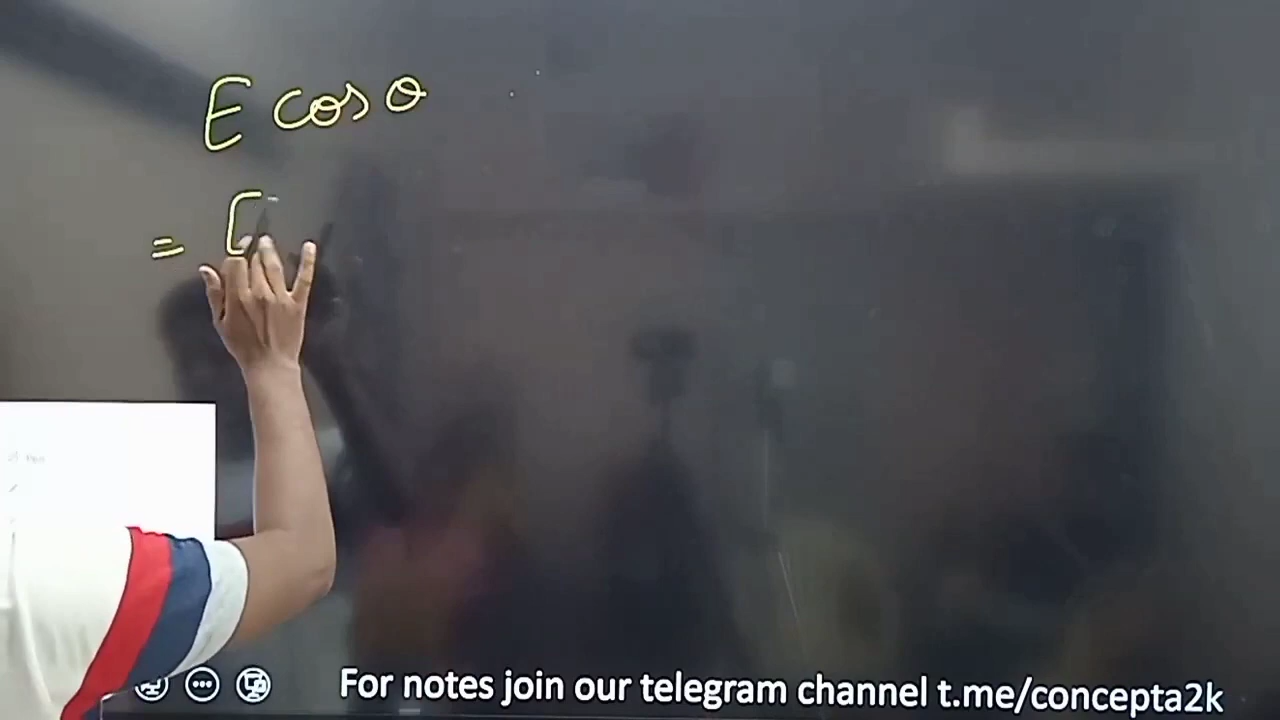 E cos θ
= [
For notes join our telegram channel t.me/concepta2k